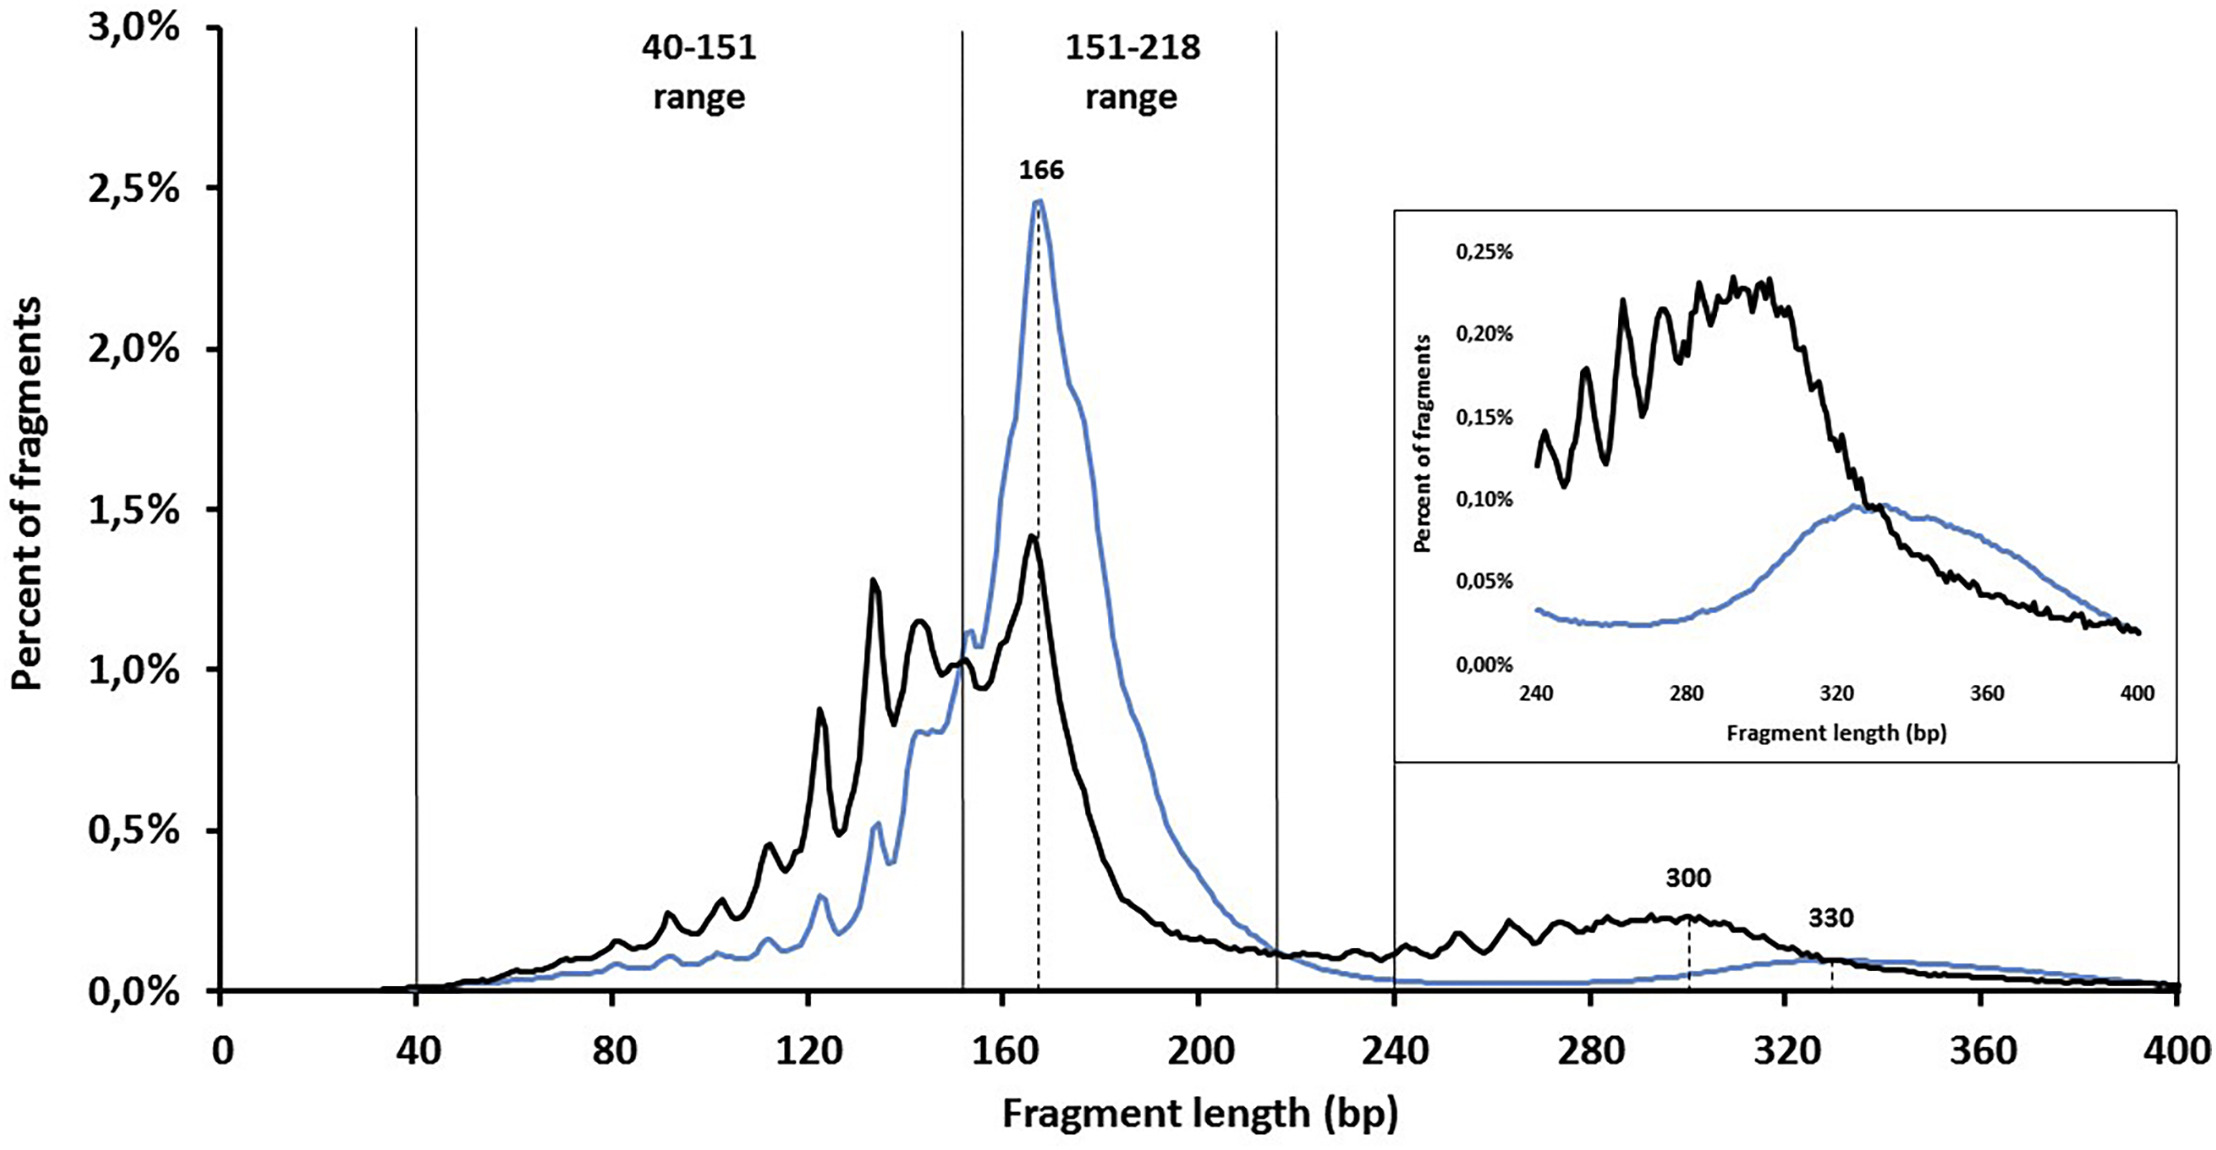 3,0%
2,5%
2,0%
1,5%
1,0%
0,5%
0,0%
Percent of fragments
40-151
range
151-218
range
166
300
330
0 40 80 120 160 200 240 280 320 360 400
Fragment length (bp)
0,25%
0,20%
0,15%
0,10%
0,05%
0,00%
Percent of fragments
240 280 320 360 400
Fragment length (bp)